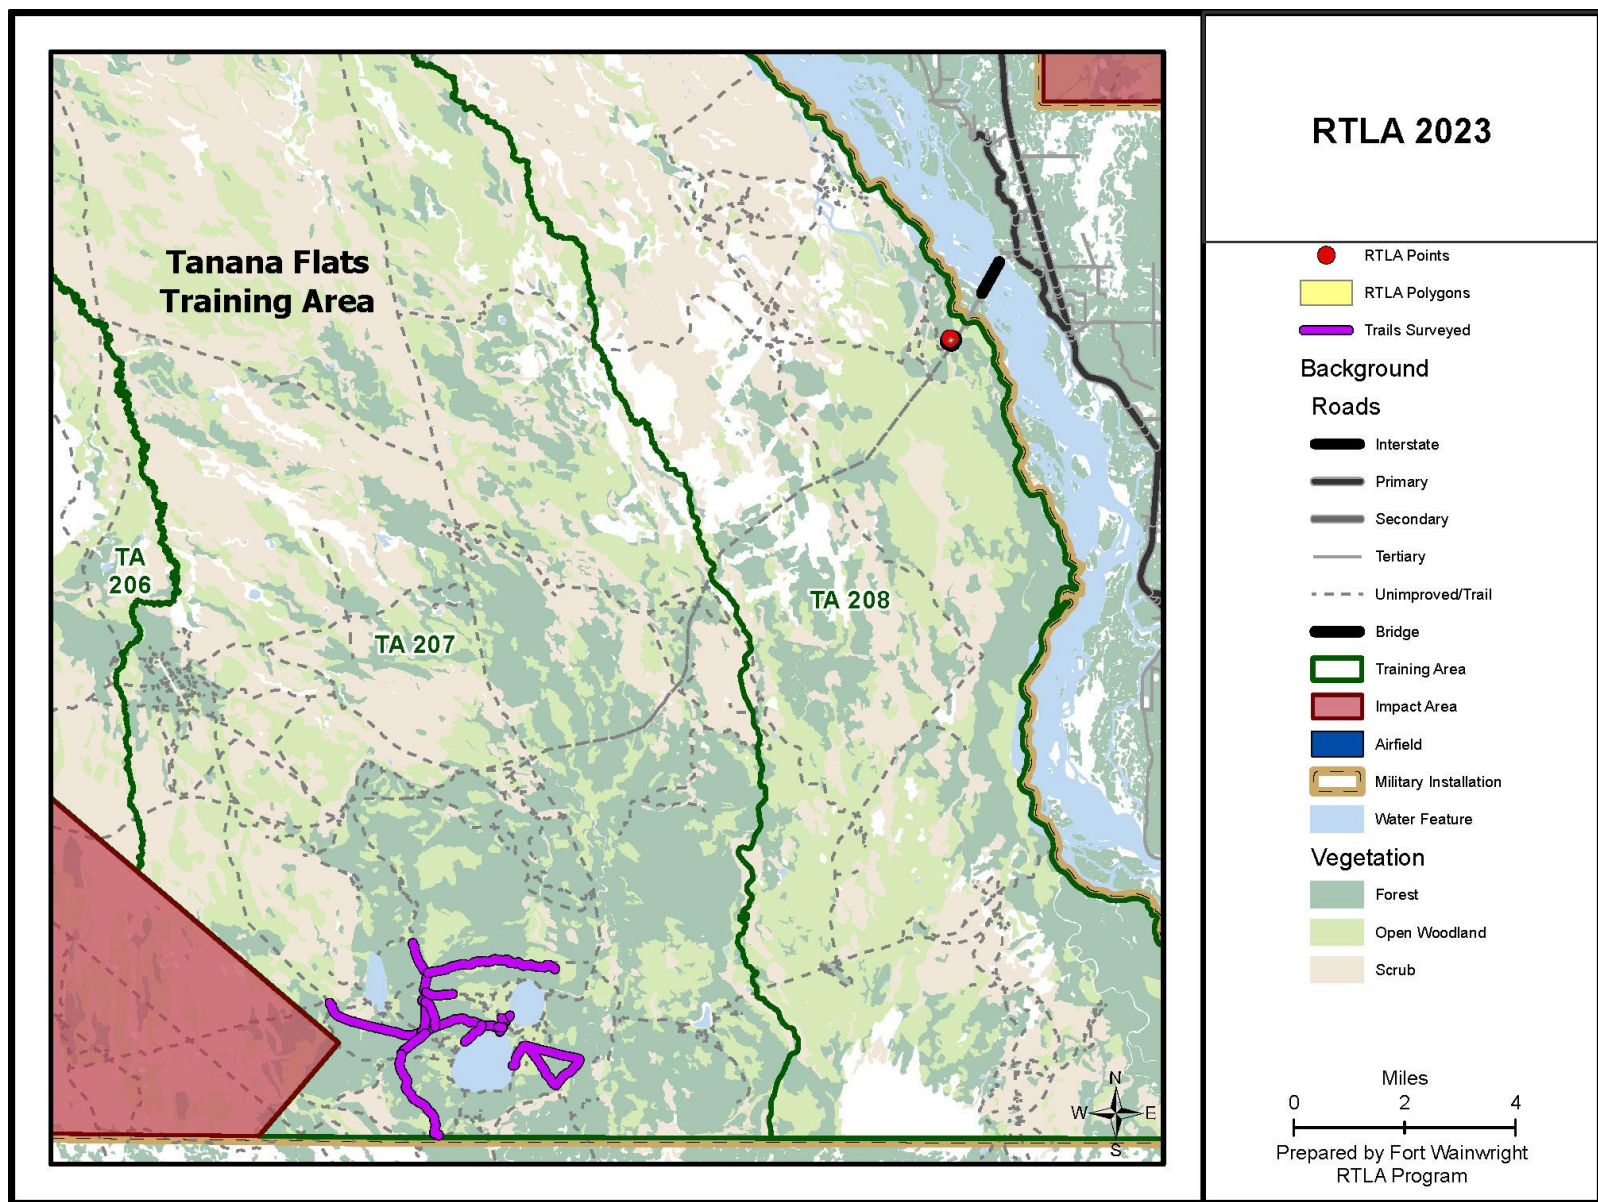 Tanana Flats
Training Area
TA
206
TA 207
TA 208
N
W
E
S
RTLA 2023
RTLA Points
RTLA Polygons
Trails Surveyed
Background
Roads
Interstate
Primary
Secondary
Tertiary
Unimproved/Trail
Bridge
Training Area
Impact Area
Airfield
Military Installation
Water Feature
Vegetation
Forest
Open Woodland
Scrub
Miles
0 2 4
Prepared by Fort Wainwright
RTLA Program